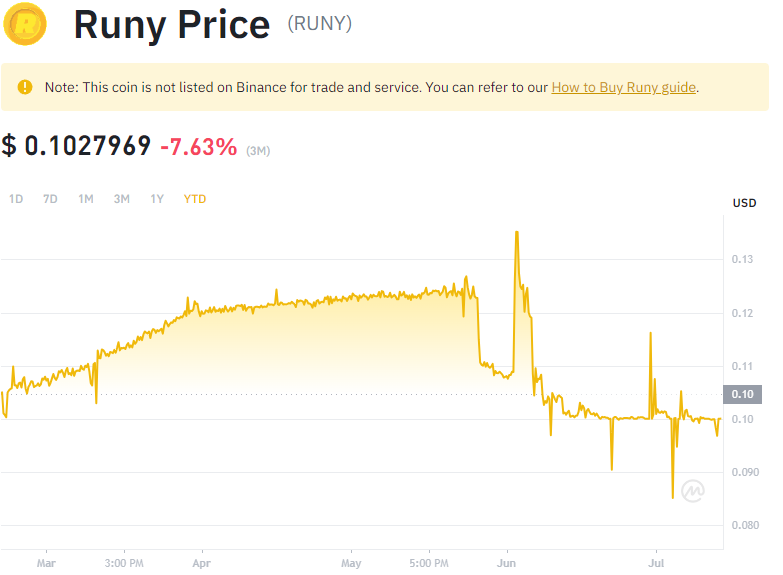 Runy Price (RUNY)
Note: This coin is not listed on Binance for trade and service. You can refer to our How to Buy Runy guide.
$ 0.1027969 -7.63% (3M)
1D 7D 1M 3M 1Y YTD
USD
0.13
0.12
0.11
0.10
0.10
0.090
0.080
Mar 3:00 PM Apr May 5:00 PM Jun Jul